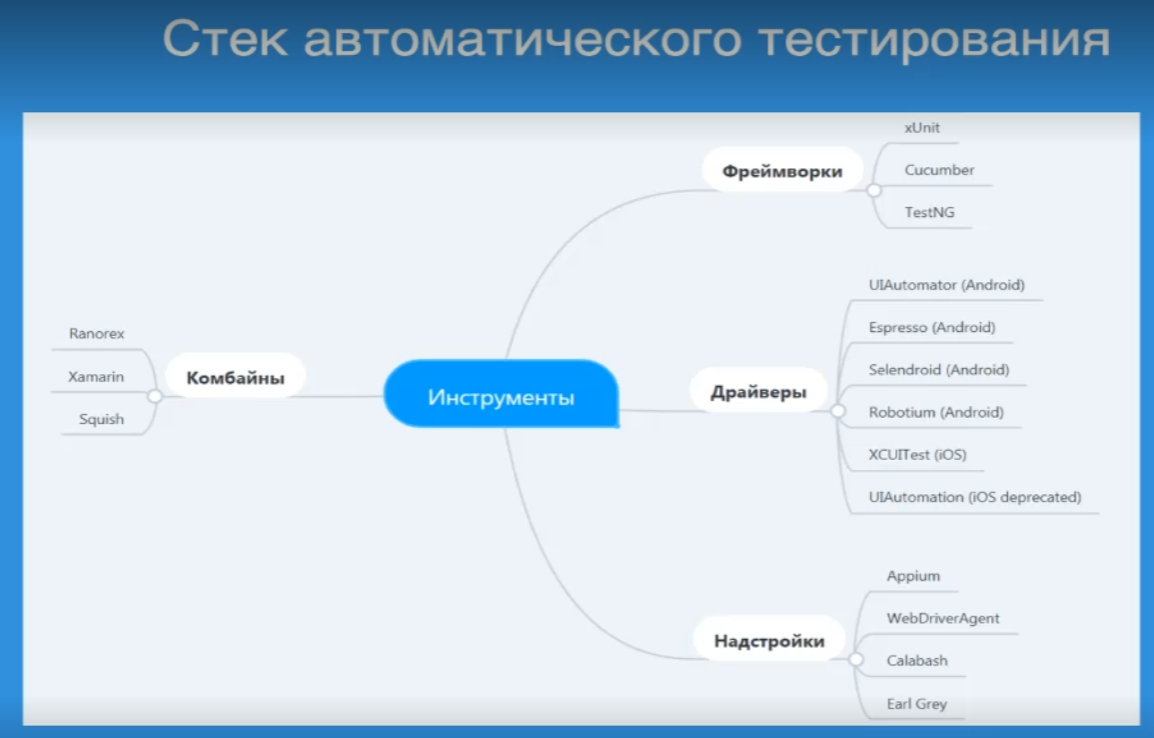 Стек автоматического тестирования
Фреймворки
xUnit
Cucumber
TestNG
Инструменты
Комбайны
Ranorex
Xamarin
Squish
Драйверы
UIAutomator (Android)
Espresso (Android)
Selendroid (Android)
Robotium (Android)
XCUITest (iOS)
UIAutomation (iOS deprecated)
Надстройки
Appium
WebDriverAgent
Calabash
Earl Grey